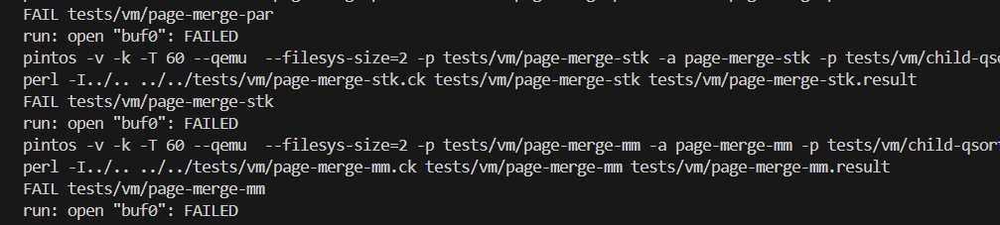 FAIL tests/vm/page-merge-par
run: open "buf0": FAILED
pintos -v -k -T 60 --qemu  --filesys-size=2 -p tests/vm/page-merge-stk -a page-merge-stk -p tests/vm/child-qso
perl -I../.. ../../tests/vm/page-merge-stk.ck tests/vm/page-merge-stk tests/vm/page-merge-stk.result
FAIL tests/vm/page-merge-stk
run: open "buf0": FAILED
pintos -v -k -T 60 --qemu  --filesys-size=2 -p tests/vm/page-merge-mm -a page-merge-mm -p tests/vm/child-qsor
perl -I../.. ../../tests/vm/page-merge-mm.ck tests/vm/page-merge-mm tests/vm/page-merge-mm.result
FAIL tests/vm/page-merge-mm
run: open "buf0": FAILED